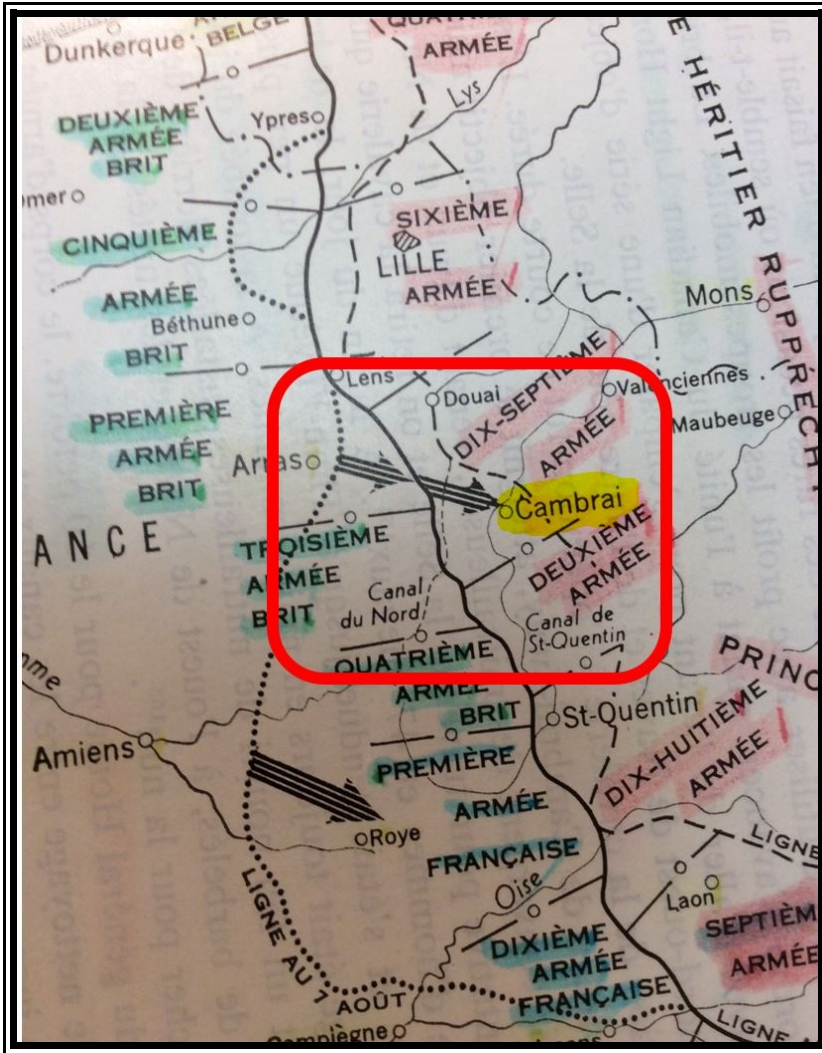 Dunkerque
BELGE
ARMÉE
DEUXIÈME
ARMÉE
BRIT
Ypres
Lys
E HÉRITIER RUPPRECHT
CINQUIÈME
ARMÉE
BRIT
SIXIÈME
LILLE
ARMÉE
Béthune
Mons
Lens
Douai
DIX-SEPTIÈME
ARMÉE
Valenciennes
Maubeuge
PREMIÈRE
ARMÉE
BRIT
Arras
Cambrai
ANCE
TROISIÈME
ARMÉE
BRIT
Canal
du Nord
DEUXIÈME
ARMÉE
Canal de
St-Quentin
QUATRIÈME
ARMÉE
BRIT
PRINC
Amiens
St-Quentin
DIX-HUITIÈME
ARMÉE
PREMIÈRE
ARMÉE
FRANÇAISE
Roye
LIGNE
Oise
Laon
SEPTIÈM
ARMÉE
LIGNE AU 7 AOÛT
DIXIÈME
ARMÉE
FRANÇAISE
LIGNE